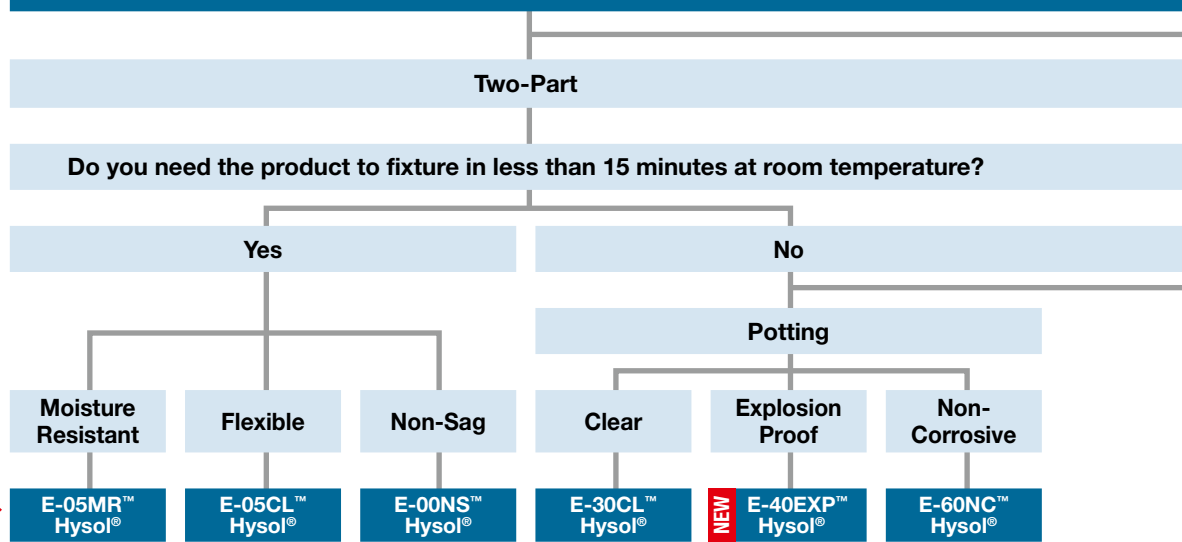 Two-Part
Do you need the product to fixture in less than 15 minutes at room temperature?
Yes
No
Potting
Moisture
Resistant
Flexible
Non-Sag
Clear
Explosion
Proof
Non-
Corrosive
E-05MR™
Hysol®
E-05CL™
Hysol®
E-00NS™
Hysol®
E-30CL™
Hysol®
NEW
E-40EXP™
Hysol®
E-60NC™
Hysol®